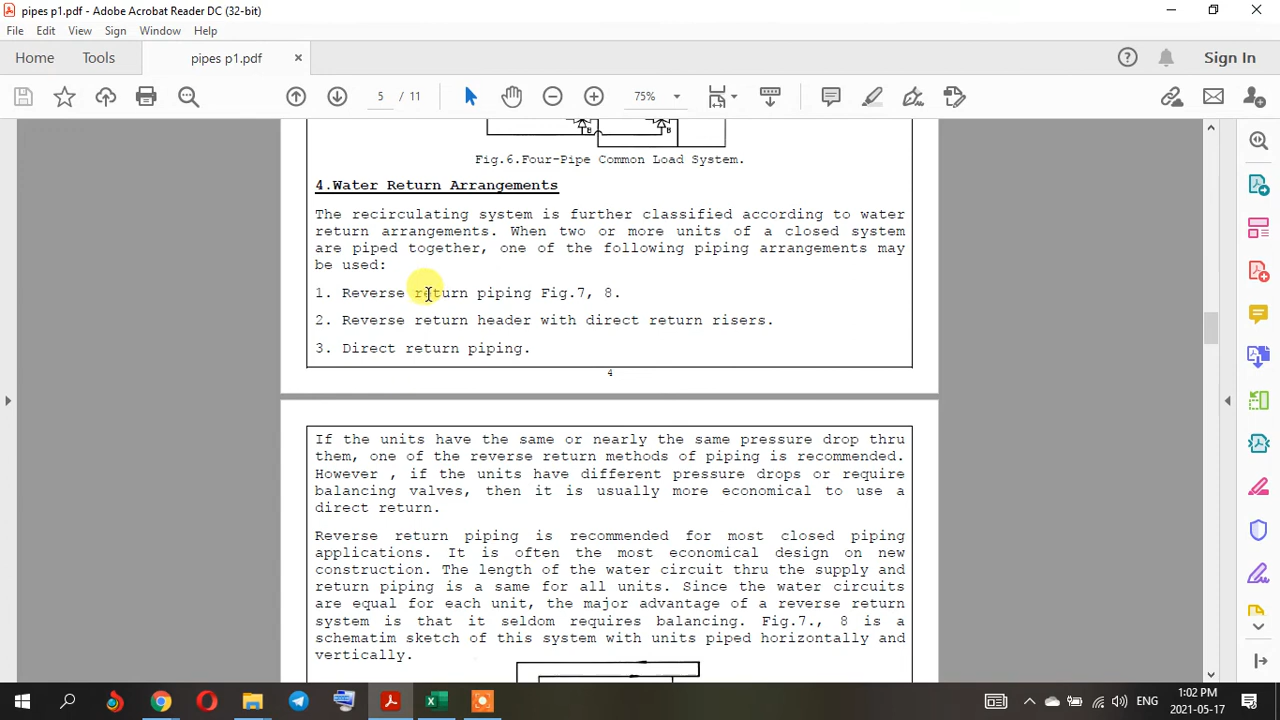 pipes p1.pdf - Adobe Acrobat Reader DC (32-bit)
File Edit View Sign Window Help
Home Tools pipes p1.pdf × Sign In
5 / 11 75%
B B
Fig.6.Four-Pipe Common Load System.
4.Water Return Arrangements
The recirculating system is further classified according to water
return arrangements. When two or more units of a closed system
are piped together, one of the following piping arrangements may
be used:
1. Reverse return piping Fig.7, 8.
2. Reverse return header with direct return risers.
3. Direct return piping.
4
If the units have the same or nearly the same pressure drop thru
them, one of the reverse return methods of piping is recommended.
However , if the units have different pressure drops or require
balancing valves, then it is usually more economical to use a
direct return.
Reverse return piping is recommended for most closed piping
applications. It is often the most economical design on new
construction. The length of the water circuit thru the supply and
return piping is a same for all units. Since the water circuits
are equal for each unit, the major advantage of a reverse return
system is that it seldom requires balancing. Fig.7., 8 is a
schematim sketch of this system with units piped horizontally and
vertically.
ENG
1:02 PM
2021-05-17